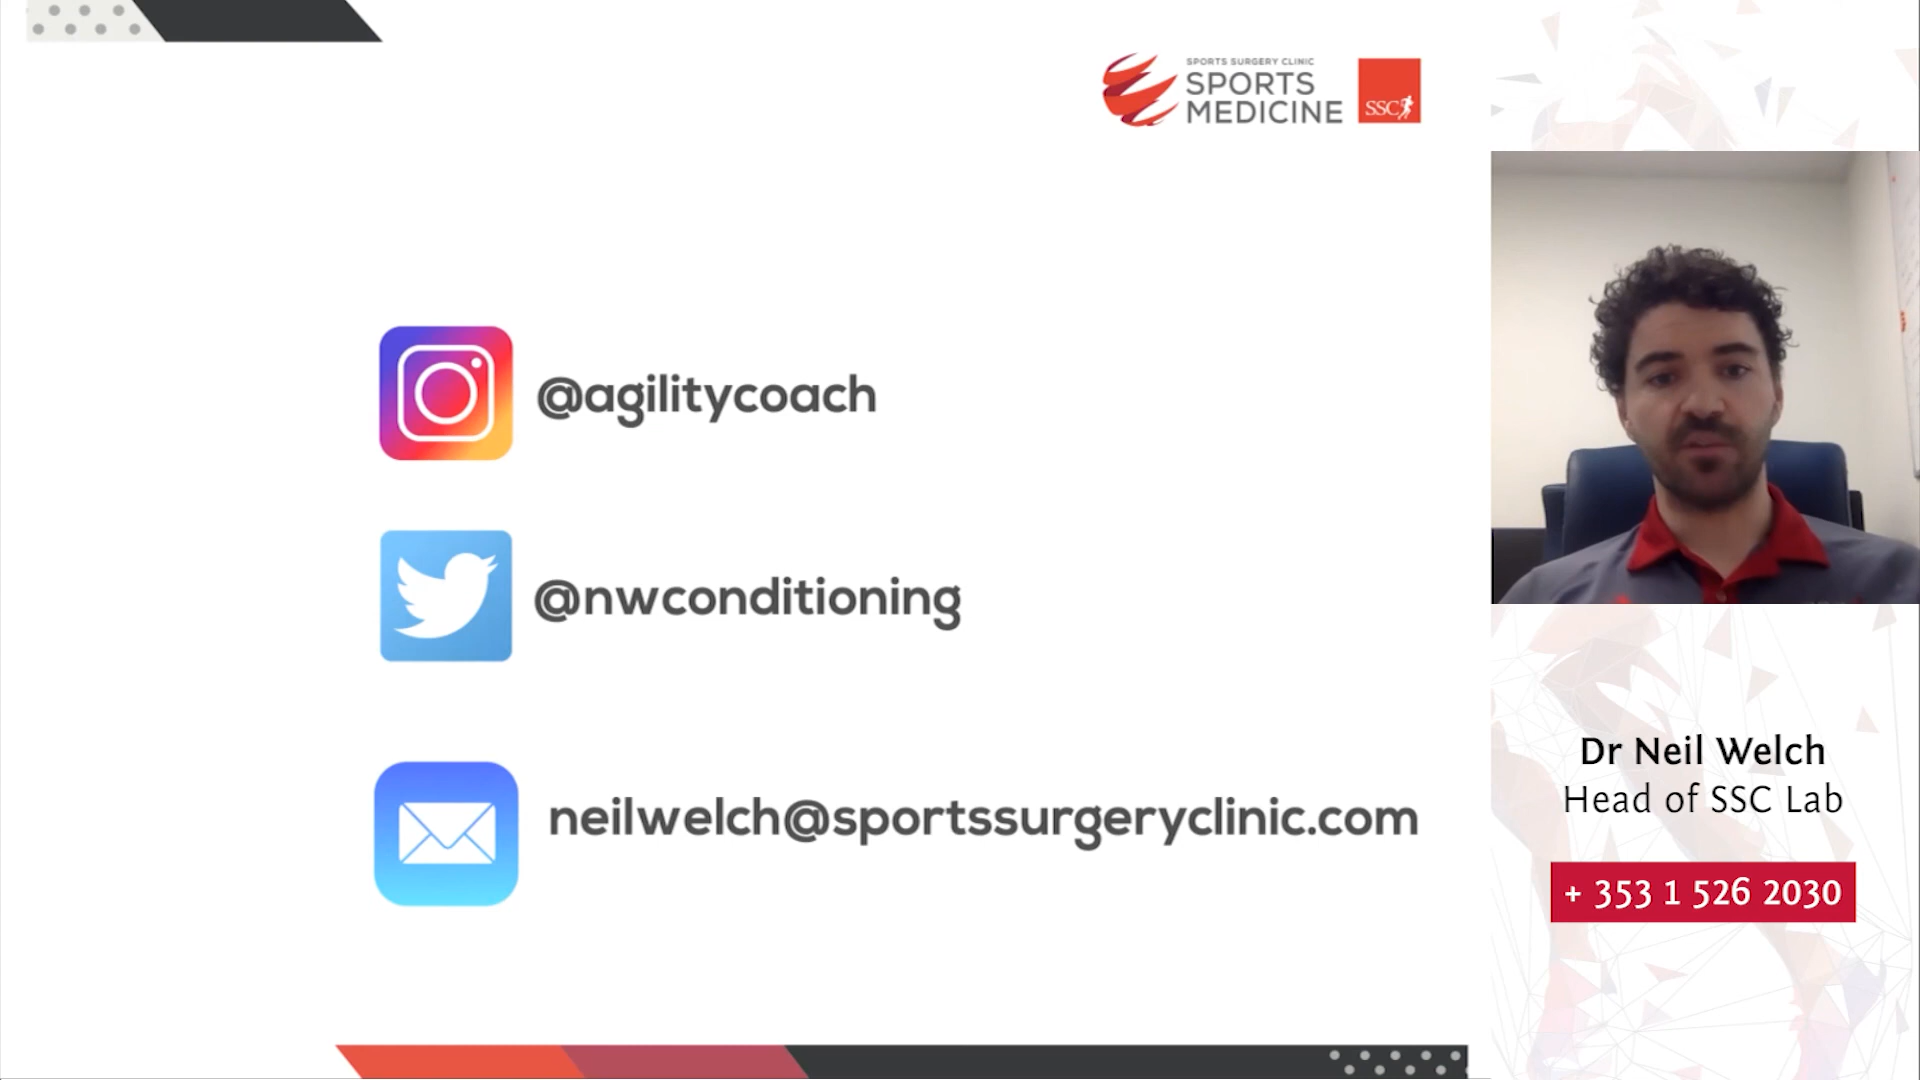 SPORTS SURGERY CLINIC
SPORTS
MEDICINE
SSC
@agilitycoach
@nwconditioning
neilwelch@sportssurgeryclinic.com
Dr Neil Welch
Head of SSC Lab
+ 353 1 526 2030